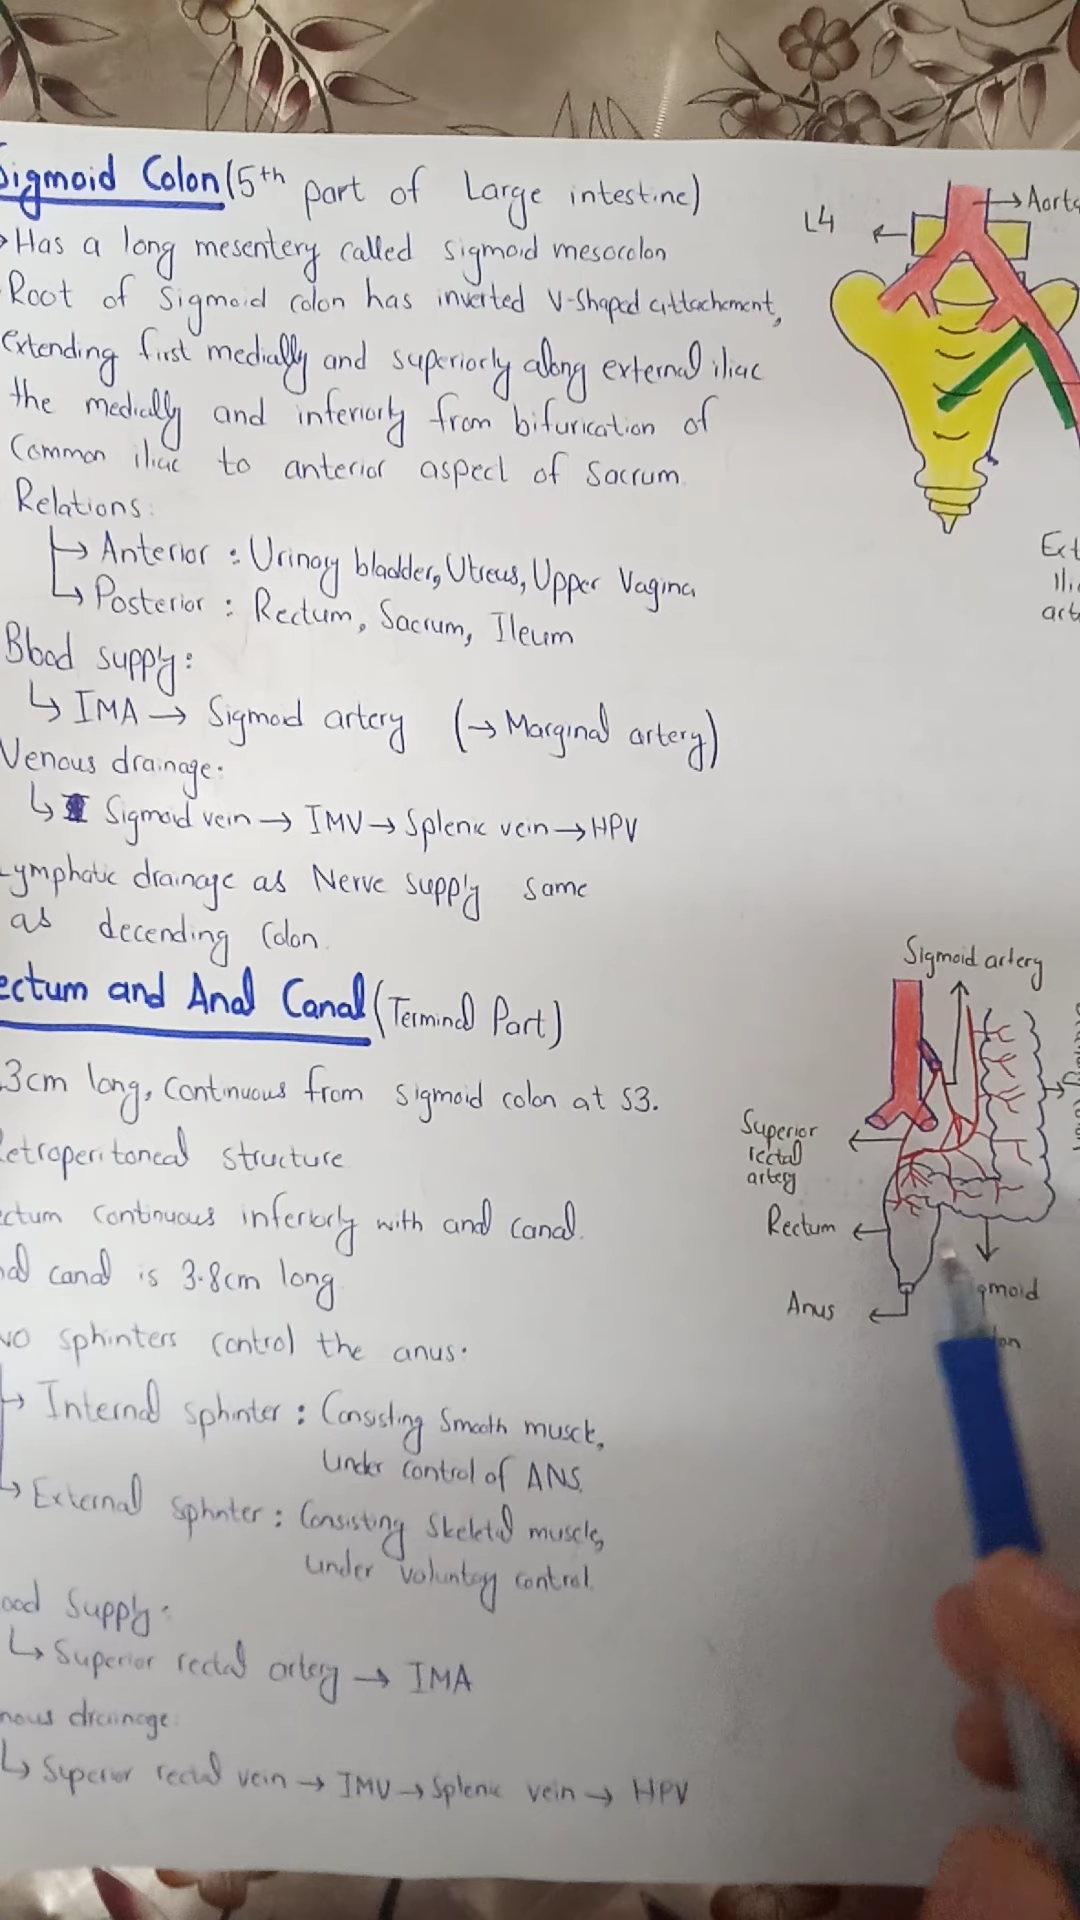 Sigmoid Colon (5th part of Large intestine)
→ Has a long mesentery called sigmoid mesocolon
Root of Sigmoid colon has inverted V-Shaped attachement,
extending first medially and superiorly along external iliac
the medially and inferiorly from bifurication of
Common iliac to anterior aspect of Sacrum.
Relations:
↳ Anterior : Urinary bladder, Utreus, Upper Vagina
↳ Posterior : Rectum, Sacrum, Ileum
Blood supply:
↳ IMA → Sigmoid artery (→ Marginal artery)
Venous drainage:
↳ Sigmoid vein → IMV → Splenic vein → HPV
Lymphatic drainage as Nerve supply same
as decending Colon.
ectum and Anal Canal (Terminal Part)
3cm long, Continuous from sigmoid colon at S3.
Retroperitoneal structure
ectum Continuous inferiorly with anal canal.
nal canal is 3.8cm long
wo sphinters control the anus.
→ Internal sphinter : Consisting Smooth muscle,
under control of ANS.
↳ External sphinter : Consisting Skeletal muscle,
under voluntary control.
ood Supply:
↳ Superior rectal artery → IMA
nous drainage:
↳ Superior rectal vein → IMV → Splenic vein → HPV
L4
Aorta
Ext
Ilic
art
Sigmoid artery
Superior
rectal
artery
Rectum
Anus
gmoid
lon